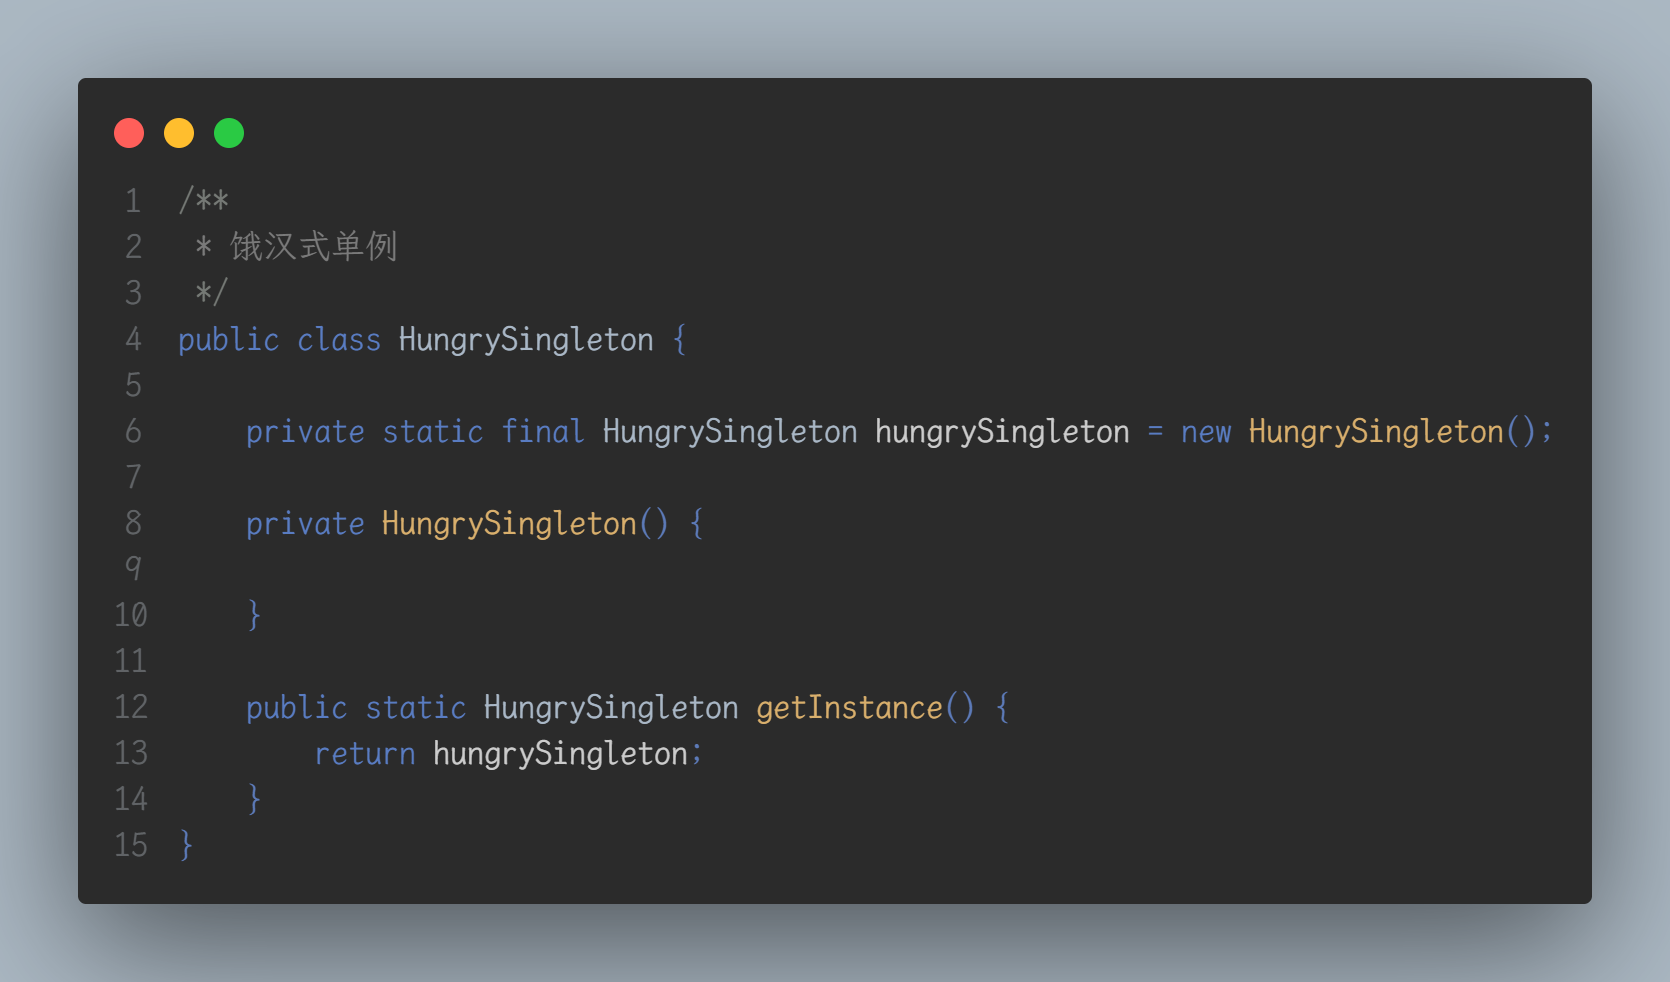 1 /**
2  * 饿汉式单例
3  */
4 public class HungrySingleton {
5
6     private static final HungrySingleton hungrySingleton = new HungrySingleton();
7
8     private HungrySingleton() {
9
10     }
11
12     public static HungrySingleton getInstance() {
13         return hungrySingleton;
14     }
15 }